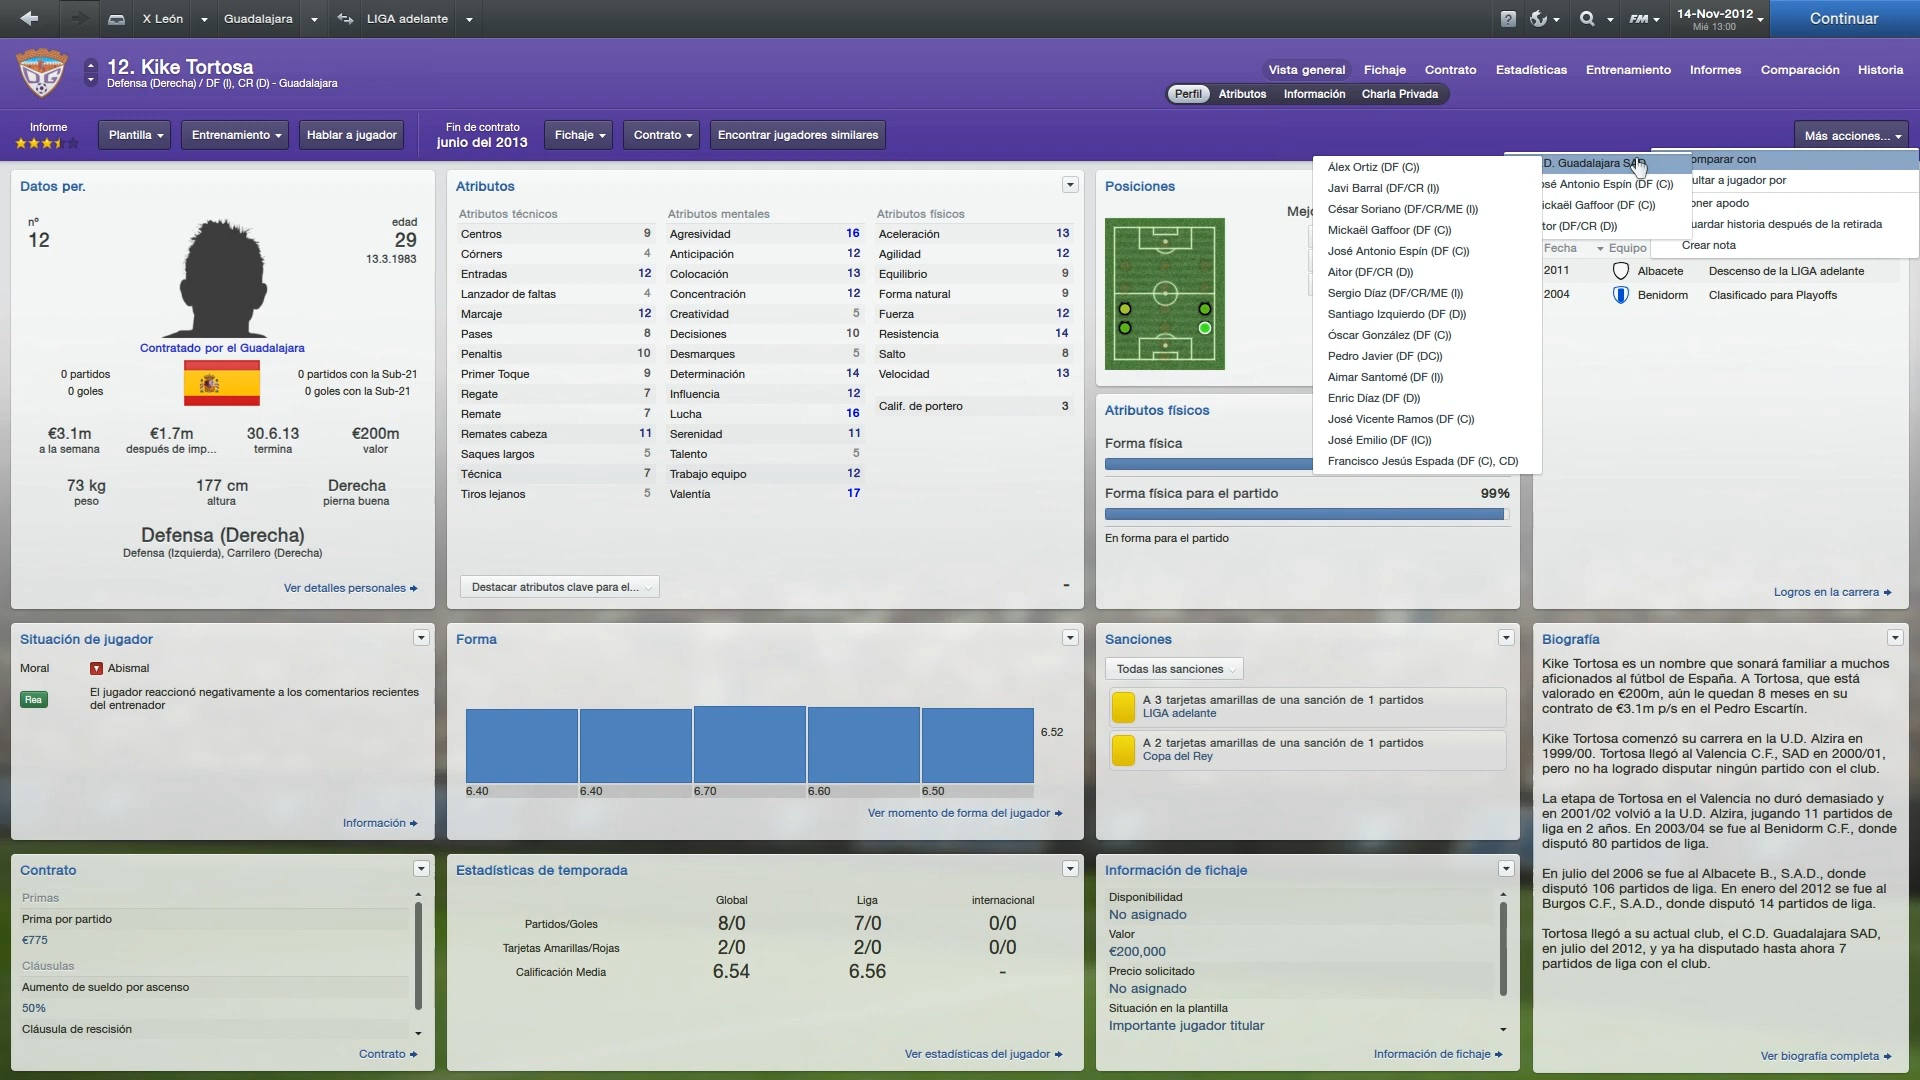 X León
Guadalajara
LIGA adelante
?
FM
14-Nov-2012
Mié 13:00
Continuar
12. Kike Tortosa
Defensa (Derecha) / DF (I), CR (D) - Guadalajara
Vista general
Fichaje
Contrato
Estadísticas
Entrenamiento
Informes
Comparación
Historia
Perfil
Atributos
Información
Charla Privada
Informe
Plantilla
Entrenamiento
Hablar a jugador
Fin de contrato
junio del 2013
Fichaje
Contrato
Encontrar jugadores similares
Más acciones...
omparar con
ultar a jugador por
oner apodo
uardar historia después de la retirada
Crear nota
.D. Guadalajara SAD
osé Antonio Espín (DF (C))
ickaël Gaffoor (DF (C))
tor (DF/CR (D))
Álex Ortiz (DF (C))
Javi Barral (DF/CR (I))
César Soriano (DF/CR/ME (I))
Mickaël Gaffoor (DF (C))
José Antonio Espín (DF (C))
Aitor (DF/CR (D))
Sergio Díaz (DF/CR/ME (I))
Santiago Izquierdo (DF (D))
Óscar González (DF (C))
Pedro Javier (DF (DC))
Aimar Santomé (DF (I))
Enric Díaz (DF (D))
José Vicente Ramos (DF (C))
José Emilio (DF (IC))
Francisco Jesús Espada (DF (C), CD)
Datos per.
nº
12
edad
29
13.3.1983
Contratado por el Guadalajara
0 partidos
0 goles
0 partidos con la Sub-21
0 goles con la Sub-21
€3.1m
a la semana
€1.7m
después de imp...
30.6.13
termina
€200m
valor
73 kg
peso
177 cm
altura
Derecha
pierna buena
Defensa (Derecha)
Defensa (Izquierda), Carrilero (Derecha)
Ver detalles personales
Atributos
Atributos técnicos
Centros 9
Córners 4
Entradas 12
Lanzador de faltas 4
Marcaje 12
Pases 8
Penaltis 10
Primer Toque 9
Regate 7
Remate 7
Remates cabeza 11
Saques largos 5
Técnica 7
Tiros lejanos 5
Atributos mentales
Agresividad 16
Anticipación 12
Colocación 13
Concentración 12
Creatividad 5
Decisiones 10
Desmarques 5
Determinación 14
Influencia 12
Lucha 16
Serenidad 11
Talento 5
Trabajo equipo 12
Valentía 17
Atributos físicos
Aceleración 13
Agilidad 12
Equilibrio 9
Forma natural 9
Fuerza 12
Resistencia 14
Salto 8
Velocidad 13
Calif. de portero 3
Destacar atributos clave para el...
-
Posiciones
Mejo
Atributos físicos
Forma física
Forma física para el partido 99%
En forma para el partido
Fecha Equipo
2011 Albacete Descenso de la LIGA adelante
2004 Benidorm Clasificado para Playoffs
Logros en la carrera
Situación de jugador
Moral Abismal
Rea
El jugador reaccionó negativamente a los comentarios recientes
del entrenador
Información
Forma
6.52
6.40 6.40 6.70 6.60 6.50
Ver momento de forma del jugador
Sanciones
Todas las sanciones
A 3 tarjetas amarillas de una sanción de 1 partidos
LIGA adelante
A 2 tarjetas amarillas de una sanción de 1 partidos
Copa del Rey
Biografía
Kike Tortosa es un nombre que sonará familiar a muchos
aficionados al fútbol de España. A Tortosa, que está
valorado en €200m, aún le quedan 8 meses en su
contrato de €3.1m p/s en el Pedro Escartín.
Kike Tortosa comenzó su carrera en la U.D. Alzira en
1999/00. Tortosa llegó al Valencia C.F., SAD en 2000/01,
pero no ha logrado disputar ningún partido con el club.
La etapa de Tortosa en el Valencia no duró demasiado y
en 2001/02 volvió a la U.D. Alzira, jugando 11 partidos de
liga en 2 años. En 2003/04 se fue al Benidorm C.F., donde
disputó 80 partidos de liga.
En julio del 2006 se fue al Albacete B., S.A.D., donde
disputó 106 partidos de liga. En enero del 2012 se fue al
Burgos C.F., S.A.D., donde disputó 14 partidos de liga.
Tortosa llegó a su actual club, el C.D. Guadalajara SAD,
en julio del 2012, y ya ha disputado hasta ahora 7
partidos de liga con el club.
Ver biografía completa
Contrato
Primas
Prima por partido
€775
Cláusulas
Aumento de sueldo por ascenso
50%
Cláusula de rescisión
Contrato
Estadísticas de temporada
Global Liga internacional
Partidos/Goles 8/0 7/0 0/0
Tarjetas Amarillas/Rojas 2/0 2/0 0/0
Calificación Media 6.54 6.56 -
Ver estadísticas del jugador
Información de fichaje
Disponibilidad
No asignado
Valor
€200,000
Precio solicitado
No asignado
Situación en la plantilla
Importante jugador titular
Información de fichaje